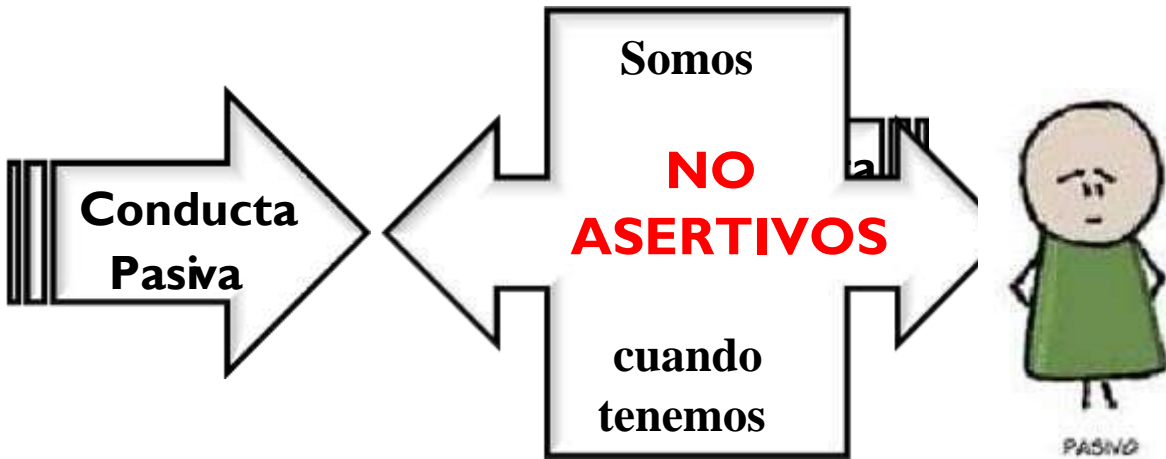 Conducta
Pasiva
Somos
NO
ASERTIVOS
cuando
tenemos
PASIVO